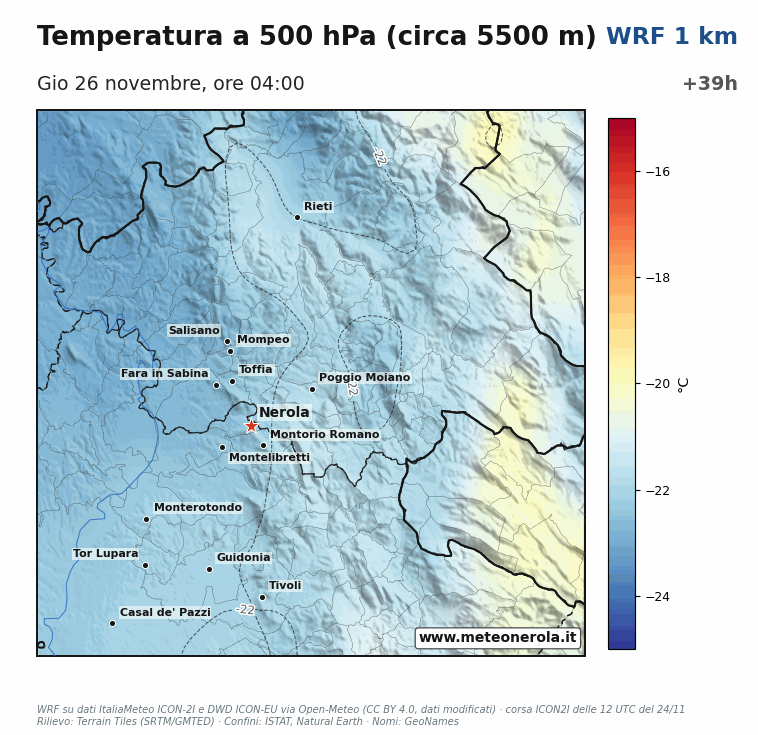 Temperatura a 500 hPa (circa 5500 m) WRF 1 km
Gio 26 novembre, ore 04:00 +39h
-22
Rieti
Salisano
Mompeo
Fara in Sabina
Toffia
Poggio Moiano
-22
Nerola
Montorio Romano
Montelibretti
Monterotondo
Tor Lupara
Guidonia
Tivoli
-22
Casal de' Pazzi
www.meteonerola.it
−16
−18
−20
−22
−24
°C
WRF su dati ItaliaMeteo ICON-2I e DWD ICON-EU via Open-Meteo (CC BY 4.0, dati modificati) · corsa ICON2I delle 12 UTC del 24/11
Rilievo: Terrain Tiles (SRTM/GMTED) · Confini: ISTAT, Natural Earth · Nomi: GeoNames